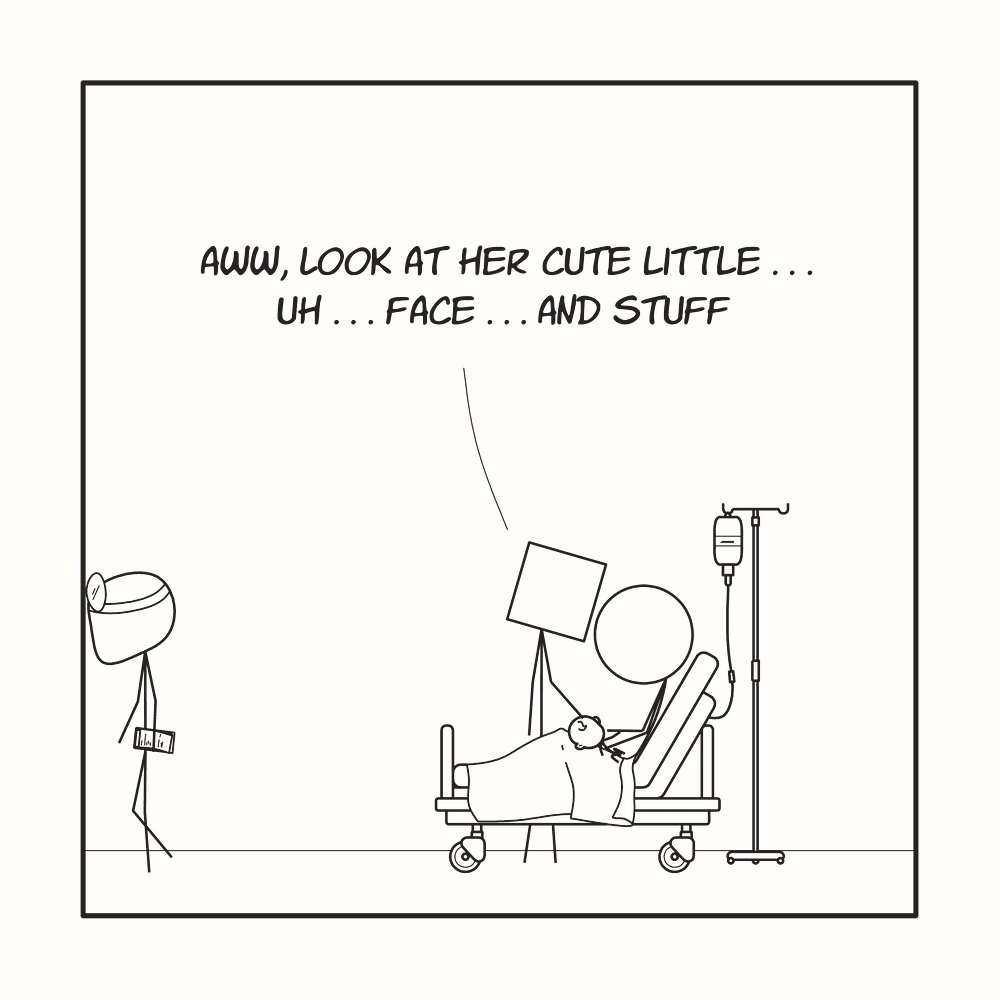 AWW, LOOK AT HER CUTE LITTLE . . .
UH . . . FACE . . . AND STUFF